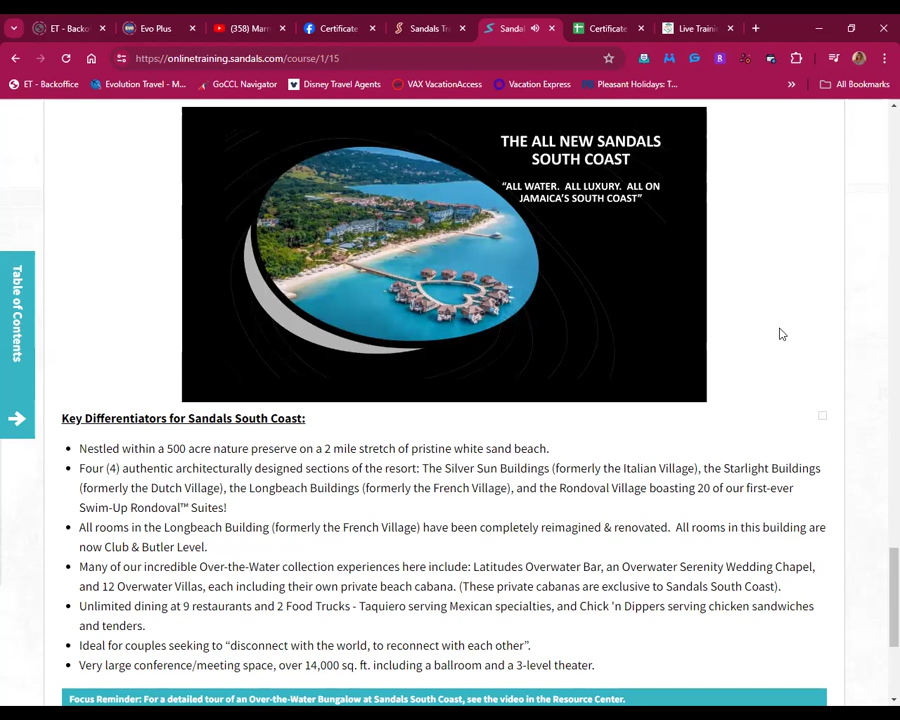 ET - Backo
Evo Plus
(358) Marr
Certificate
Sandals Tr
Sandal
Certificate
Live Traini
https://onlinetraining.sandals.com/course/1/15
ET - Backoffice
Evolution Travel - M...
GoCCL Navigator
Disney Travel Agents
VAX VacationAccess
Vacation Express
Pleasant Holidays: T...
All Bookmarks
THE ALL NEW SANDALS
SOUTH COAST
“ALL WATER. ALL LUXURY. ALL ON
JAMAICA’S SOUTH COAST”
Table of Contents
Key Differentiators for Sandals South Coast:
Nestled within a 500 acre nature preserve on a 2 mile stretch of pristine white sand beach.
Four (4) authentic architecturally designed sections of the resort: The Silver Sun Buildings (formerly the Italian Village), the Starlight Buildings
(formerly the Dutch Village), the Longbeach Buildings (formerly the French Village), and the Rondoval Village boasting 20 of our first-ever
Swim-Up Rondoval™ Suites!
All rooms in the Longbeach Building (formerly the French Village) have been completely reimagined & renovated. All rooms in this building are
now Club & Butler Level.
Many of our incredible Over-the-Water collection experiences here include: Latitudes Overwater Bar, an Overwater Serenity Wedding Chapel,
and 12 Overwater Villas, each including their own private beach cabana. (These private cabanas are exclusive to Sandals South Coast).
Unlimited dining at 9 restaurants and 2 Food Trucks - Taquiero serving Mexican specialties, and Chick 'n Dippers serving chicken sandwiches
and tenders.
Ideal for couples seeking to “disconnect with the world, to reconnect with each other”.
Very large conference/meeting space, over 14,000 sq. ft. including a ballroom and a 3-level theater.
Focus Reminder: For a detailed tour of an Over-the-Water Bungalow at Sandals South Coast, see the video in the Resource Center.